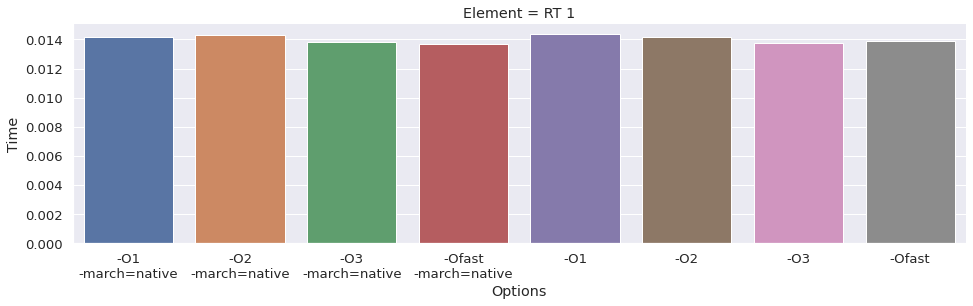 Element = RT 1
Time
0.014
0.012
0.010
0.008
0.006
0.004
0.002
0.000
-O1
-march=native
-O2
-march=native
-O3
-march=native
-Ofast
-march=native
-O1
-O2
-O3
-Ofast
Options